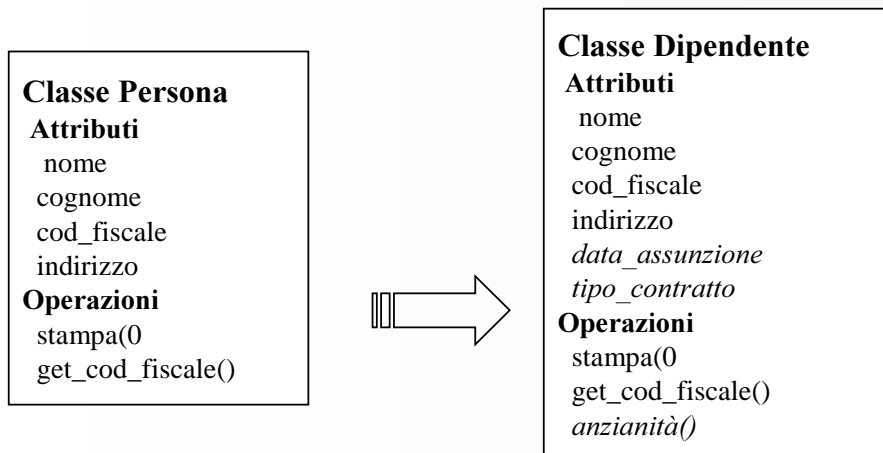 Classe Persona
Attributi
nome
cognome
cod_fiscale
indirizzo
Operazioni
stampa(0
get_cod_fiscale()
Classe Dipendente
Attributi
nome
cognome
cod_fiscale
indirizzo
data_assunzione
tipo_contratto
Operazioni
stampa(0
get_cod_fiscale()
anzianità()